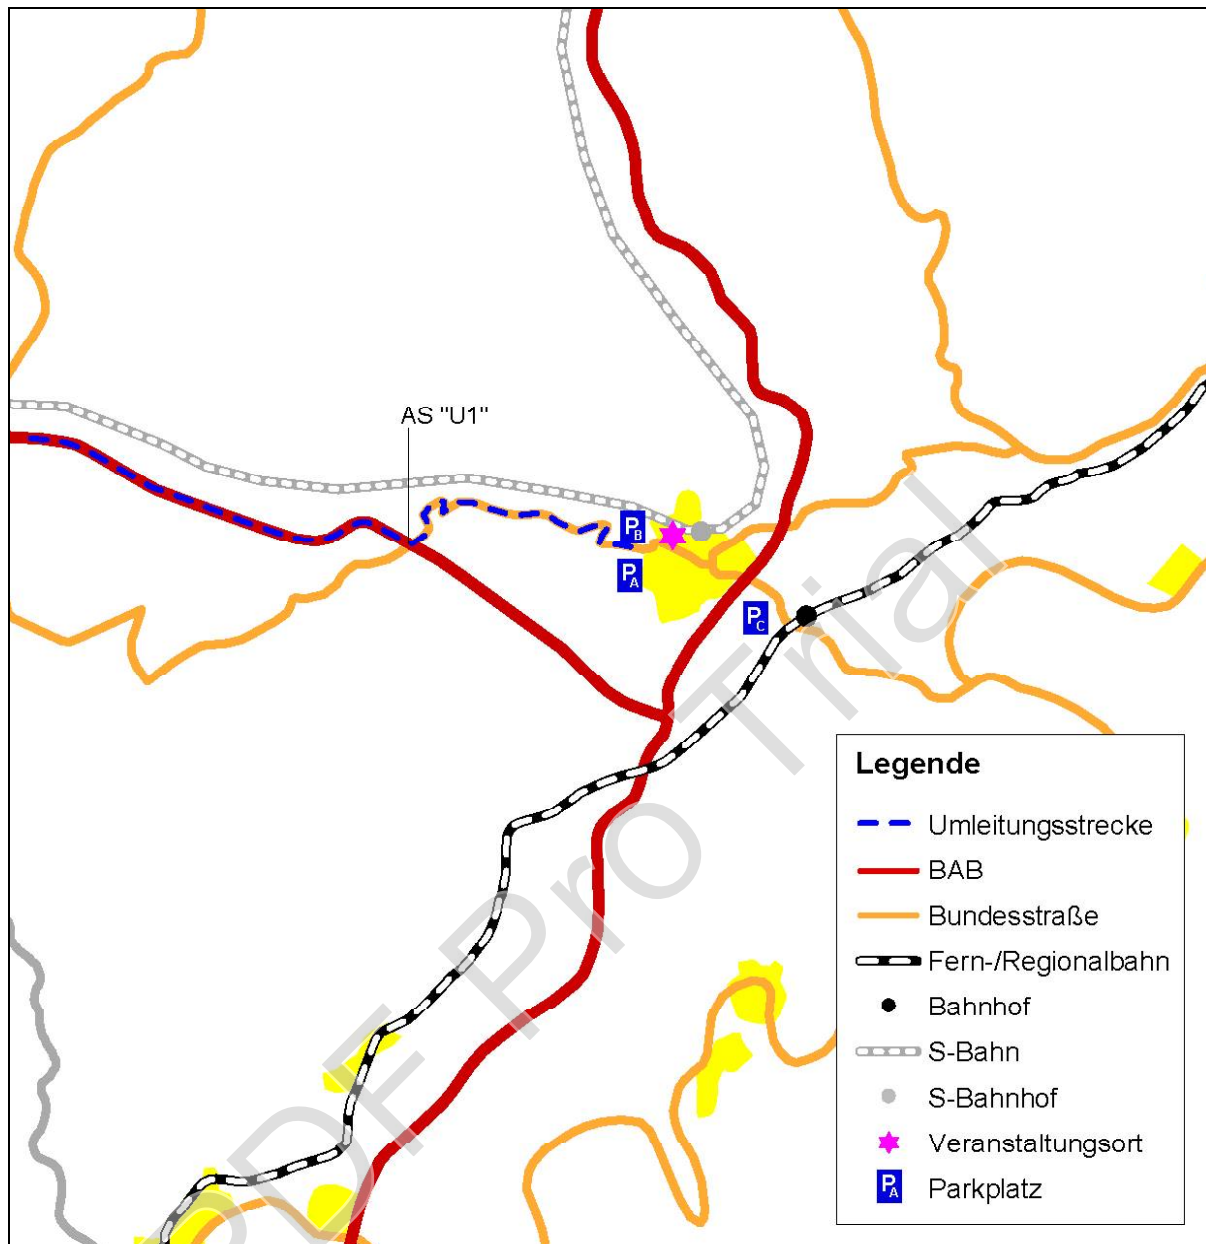 AS "U1"
PB
PA
PC
Legende
Umleitungsstrecke
BAB
Bundesstraße
Fern-/Regionalbahn
Bahnhof
S-Bahn
S-Bahnhof
Veranstaltungsort
PA Parkplatz
PDF Pro Trial